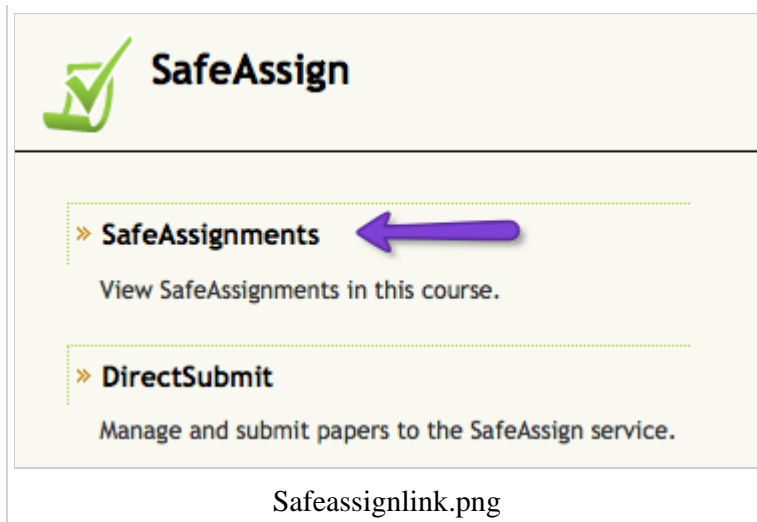 SafeAssign
» SafeAssignments
View SafeAssignments in this course.
» DirectSubmit
Manage and submit papers to the SafeAssign service.
Safeassignlink.png